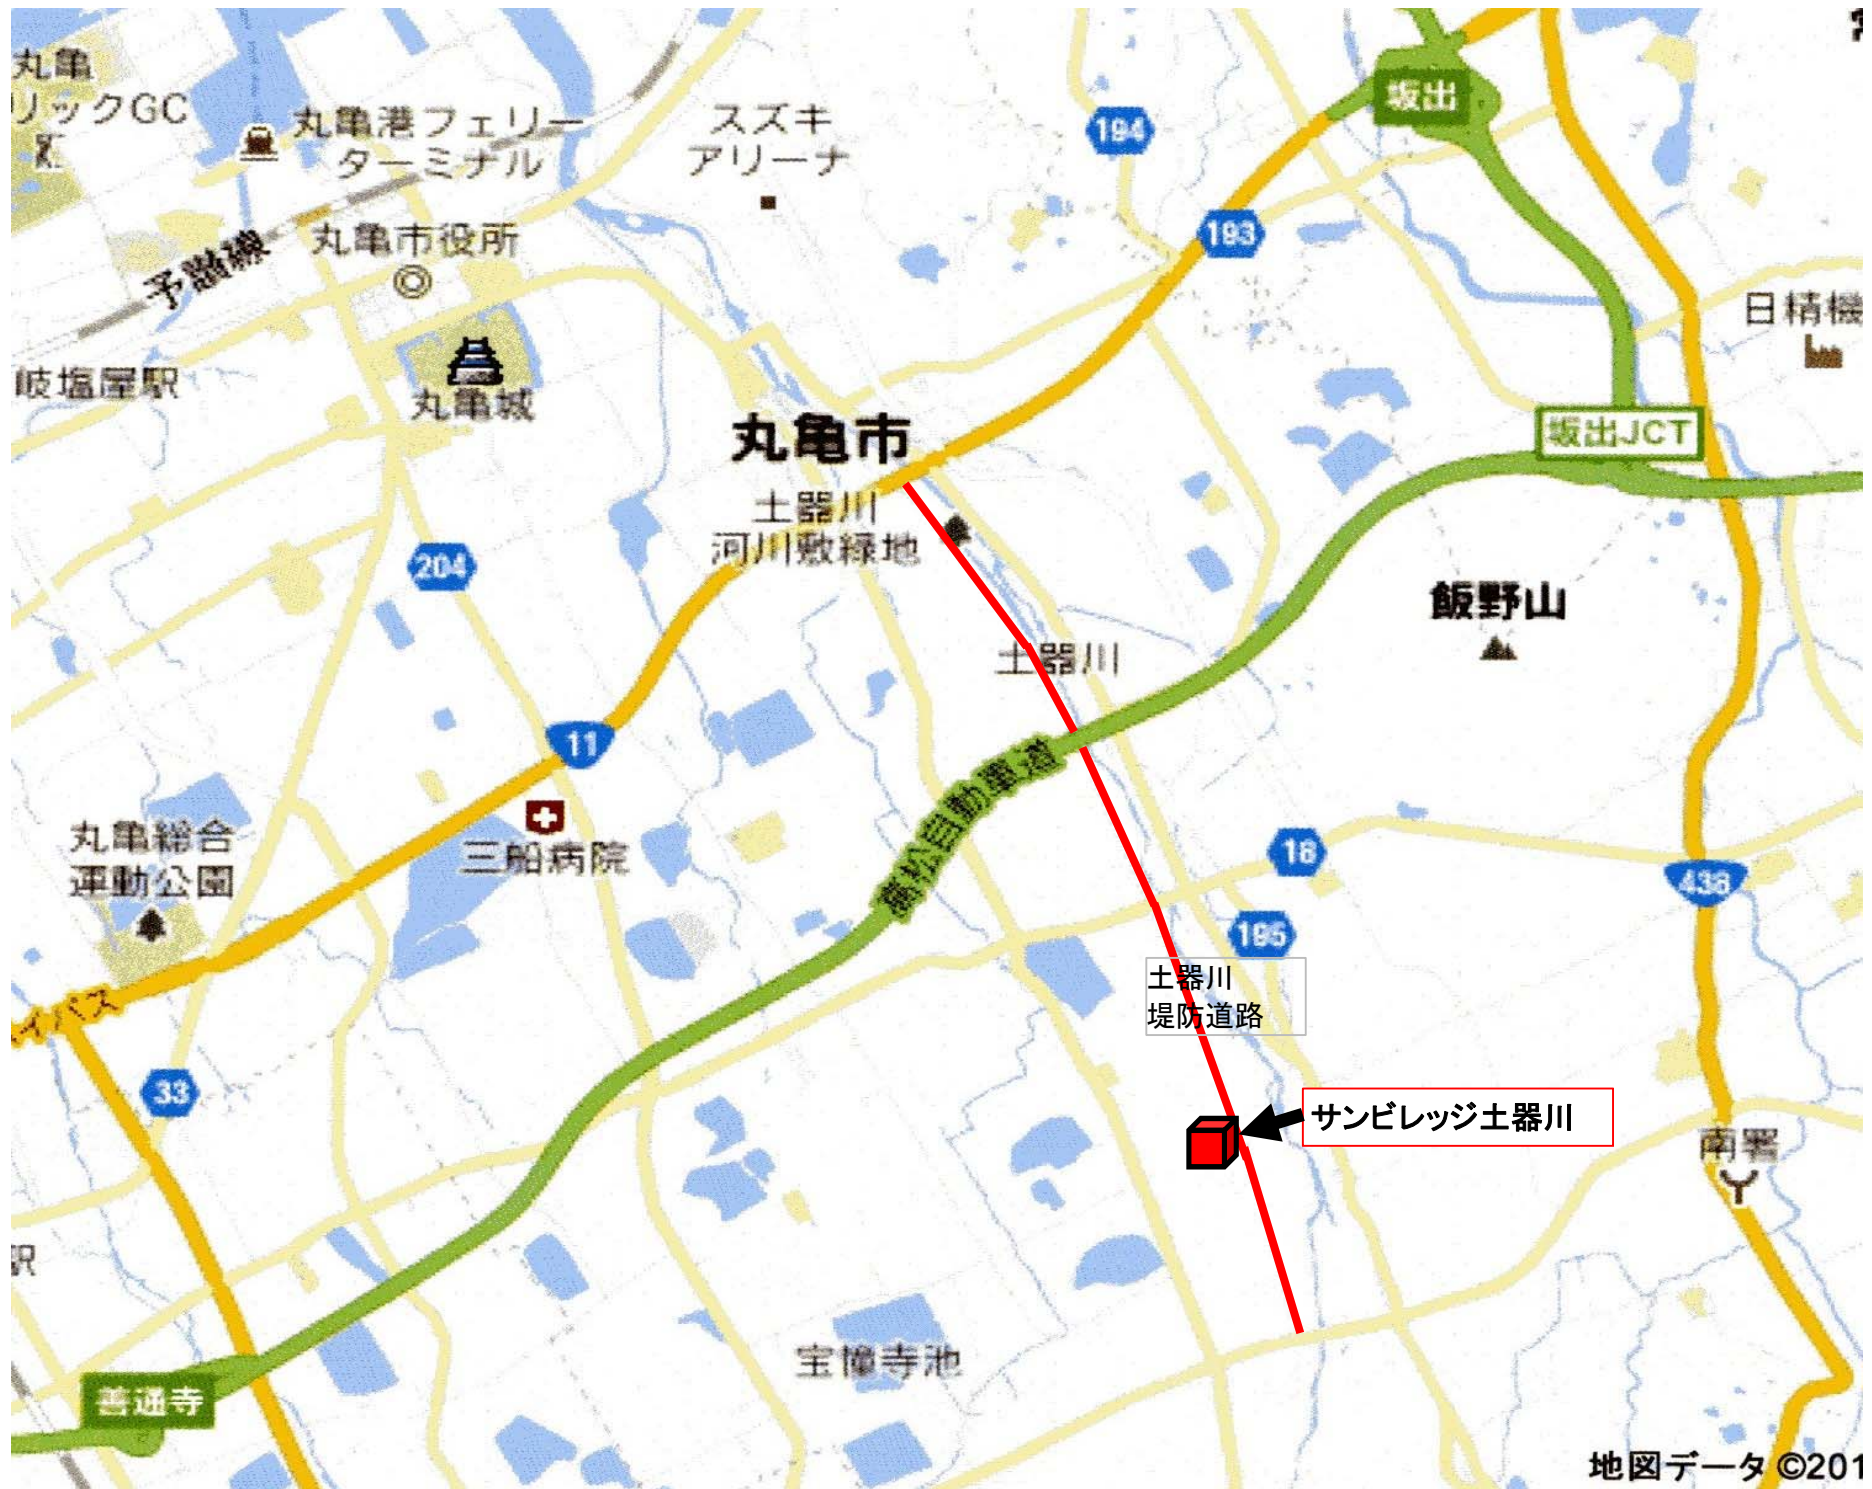 丸亀
リックGC
丸亀港フェリー
ターミナル
スズキ
アリーナ
194
坂出
193
丸亀市役所
予讃線
日精機
岐塩屋駅
丸亀城
丸亀市
坂出JCT
土器川
河川敷緑地
204
飯野山
土器川
11
高松自動車道
丸亀総合
運動公園
三船病院
18
438
195
土器川
堤防道路
イパス
33
サンビレッジ土器川
南署
駅
宝幢寺池
善通寺
地図データ ©201